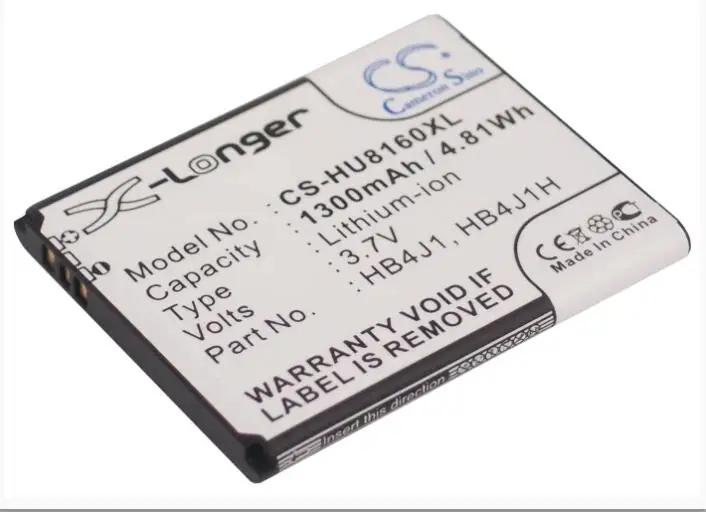 CS
Cameron Sino
X-Longer
Model No. : CS-HU8160XL
Capacity : 1300mAh / 4.81Wh
Type : Lithium-ion
Volts : 3.7V
Part No. : HB4J1, HB4J1H
CE
Made in China
WARRANTY VOID IF
LABEL IS REMOVED
Insert this direction